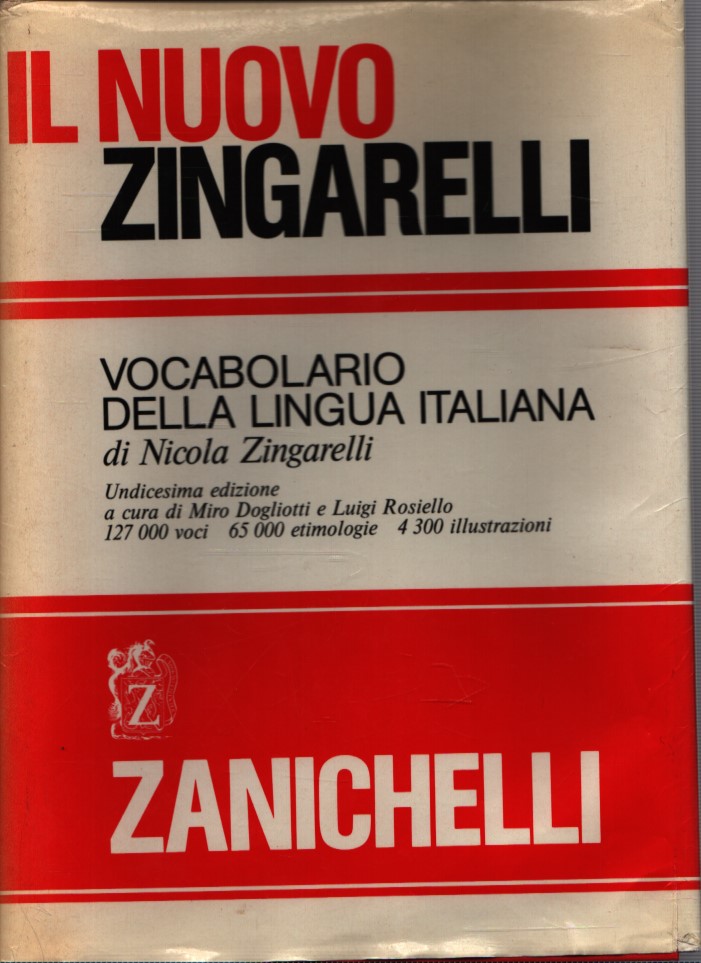 IL NUOVO
ZINGARELLI
VOCABOLARIO
DELLA LINGUA ITALIANA
di Nicola Zingarelli
Undicesima edizione
a cura di Miro Dogliotti e Luigi Rosiello
127 000 voci 65 000 etimologie 4 300 illustrazioni
Z
ZANICHELLI